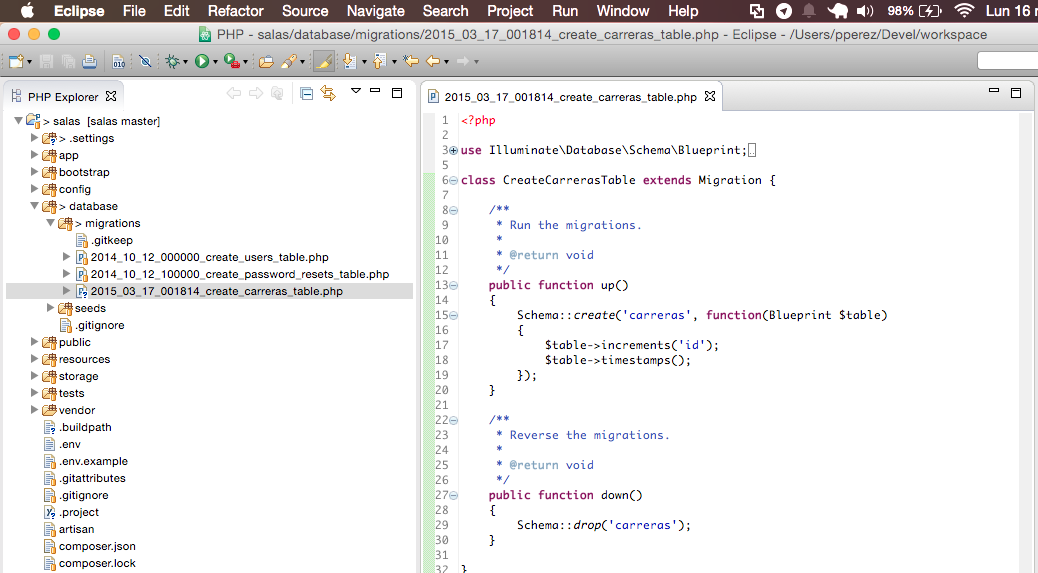 Eclipse File Edit Refactor Source Navigate Search Project Run Window Help 98% Lun 16
PHP - salas/database/migrations/2015_03_17_001814_create_carreras_table.php - Eclipse - /Users/pperez/Devel/workspace
PHP Explorer
> salas [salas master]
> .settings
app
bootstrap
config
> database
> migrations
.gitkeep
2014_10_12_000000_create_users_table.php
2014_10_12_100000_create_password_resets_table.php
2015_03_17_001814_create_carreras_table.php
seeds
.gitignore
public
resources
storage
tests
vendor
.buildpath
.env
.env.example
.gitattributes
.gitignore
.project
artisan
composer.json
composer.lock
2015_03_17_001814_create_carreras_table.php
1 <?php
2
3 use Illuminate\Database\Schema\Blueprint;
5
6 class CreateCarrerasTable extends Migration {
7
8 /**
9 * Run the migrations.
10 *
11 * @return void
12 */
13 public function up()
14 {
15 Schema::create('carreras', function(Blueprint $table)
16 {
17 $table->increments('id');
18 $table->timestamps();
19 });
20 }
21
22 /**
23 * Reverse the migrations.
24 *
25 * @return void
26 */
27 public function down()
28 {
29 Schema::drop('carreras');
30 }
31
32 }